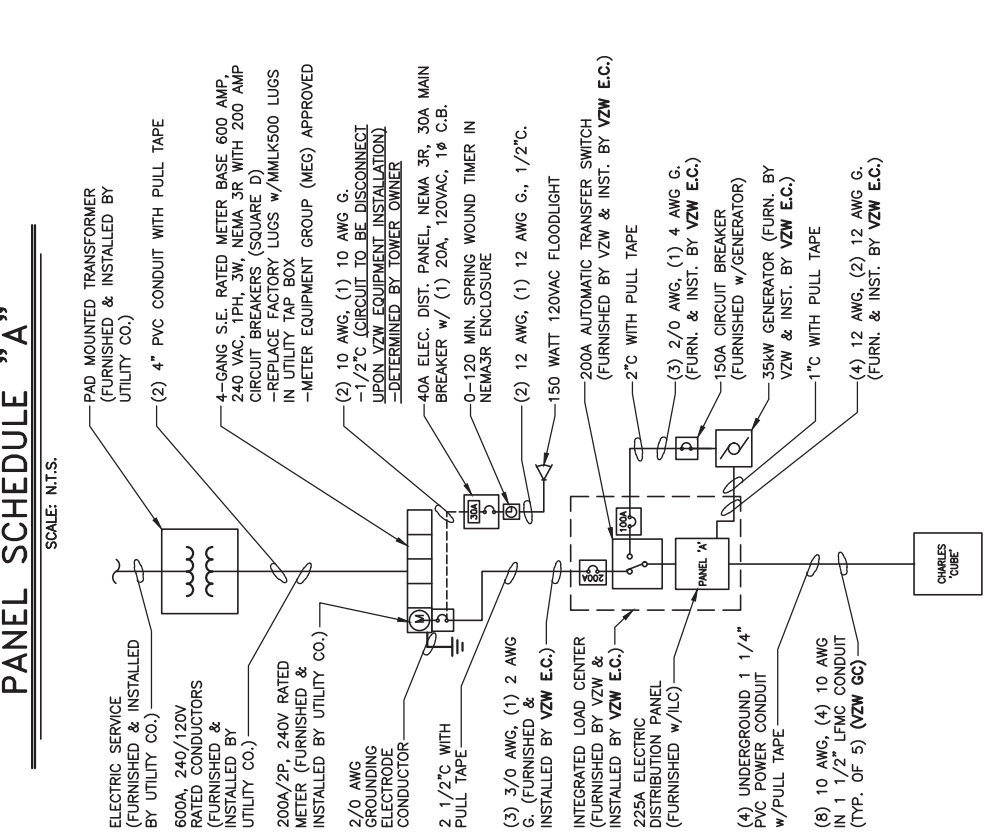 PANEL SCHEDULE "A"
SCALE: N.T.S.
ELECTRIC SERVICE
(FURNISHED & INSTALLED
BY UTILITY CO.)
600A, 240/120V
RATED CONDUCTORS
(FURNISHED &
INSTALLED BY
UTILITY CO.)
200A/2P, 240V RATED
METER (FURNISHED &
INSTALLED BY UTILITY CO.)
2/0 AWG
GROUNDING
ELECTRODE
CONDUCTOR
2 1/2"C WITH
PULL TAPE
(3) 3/0 AWG, (1) 2 AWG
G. (FURNISHED &
INSTALLED BY VZW E.C.)
INTEGRATED LOAD CENTER
(FURNISHED BY VZW &
INSTALLED BY VZW E.C.)
225A ELECTRIC
DISTRIBUTION PANEL
(FURNISHED w/ILC)
(4) UNDERGROUND 1 1/4"
PVC POWER CONDUIT
w/PULL TAPE
(8) 10 AWG, (4) 10 AWG
IN 1 1/2" LFMC CONDUIT
(TYP. OF 5) (VZW GC)
M
30A
200A
100A
PANEL 'A'
CHARLES
'CUBE'
PAD MOUNTED TRANSFORMER
(FURNISHED & INSTALLED BY
UTILITY CO.)
(2) 4" PVC CONDUIT WITH PULL TAPE
4-GANG S.E. RATED METER BASE 600 AMP,
240 VAC, 1PH, 3W, NEMA 3R WITH 200 AMP
CIRCUIT BREAKERS (SQUARE D)
-REPLACE FACTORY LUGS w/MMLK500 LUGS
IN UTILITY TAP BOX
-METER EQUIPMENT GROUP (MEG) APPROVED
(2) 10 AWG, (1) 10 AWG G.
-1/2"C (CIRCUIT TO BE DISCONNECT
UPON VZW EQUIPMENT INSTALLATION)
-DETERMINED BY TOWER OWNER
40A ELEC. DIST. PANEL, NEMA 3R, 30A MAIN
BREAKER w/ (1) 20A, 120VAC, 1ø C.B.
0-120 MIN. SPRING WOUND TIMER IN
NEMA3R ENCLOSURE
(2) 12 AWG, (1) 12 AWG G., 1/2"C.
150 WATT 120VAC FLOODLIGHT
200A AUTOMATIC TRANSFER SWITCH
(FURNISHED BY VZW & INST. BY VZW E.C.)
2"C WITH PULL TAPE
(3) 2/0 AWG, (1) 4 AWG G.
(FURN. & INST. BY VZW E.C.)
150A CIRCUIT BREAKER
(FURNISHED w/GENERATOR)
35kW GENERATOR (FURN. BY
VZW & INST. BY VZW E.C.)
1"C WITH PULL TAPE
(4) 12 AWG, (2) 12 AWG G.
(FURN. & INST. BY VZW E.C.)